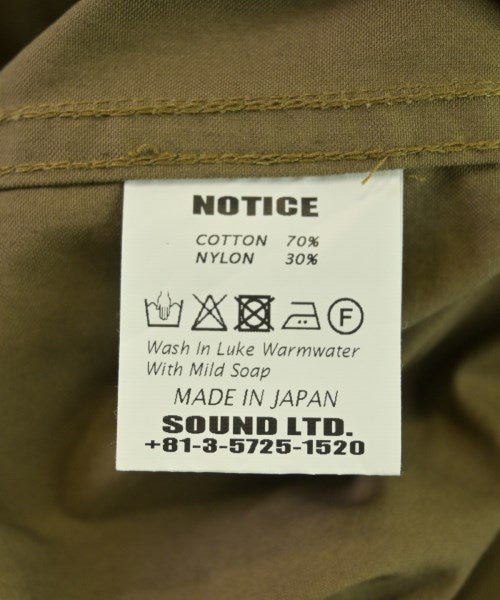 NOTICE
COTTON 70%
NYLON 30%
F
Wash In Luke Warmwater
With Mild Soap
MADE IN JAPAN
SOUND LTD.
+81-3-5725-1520